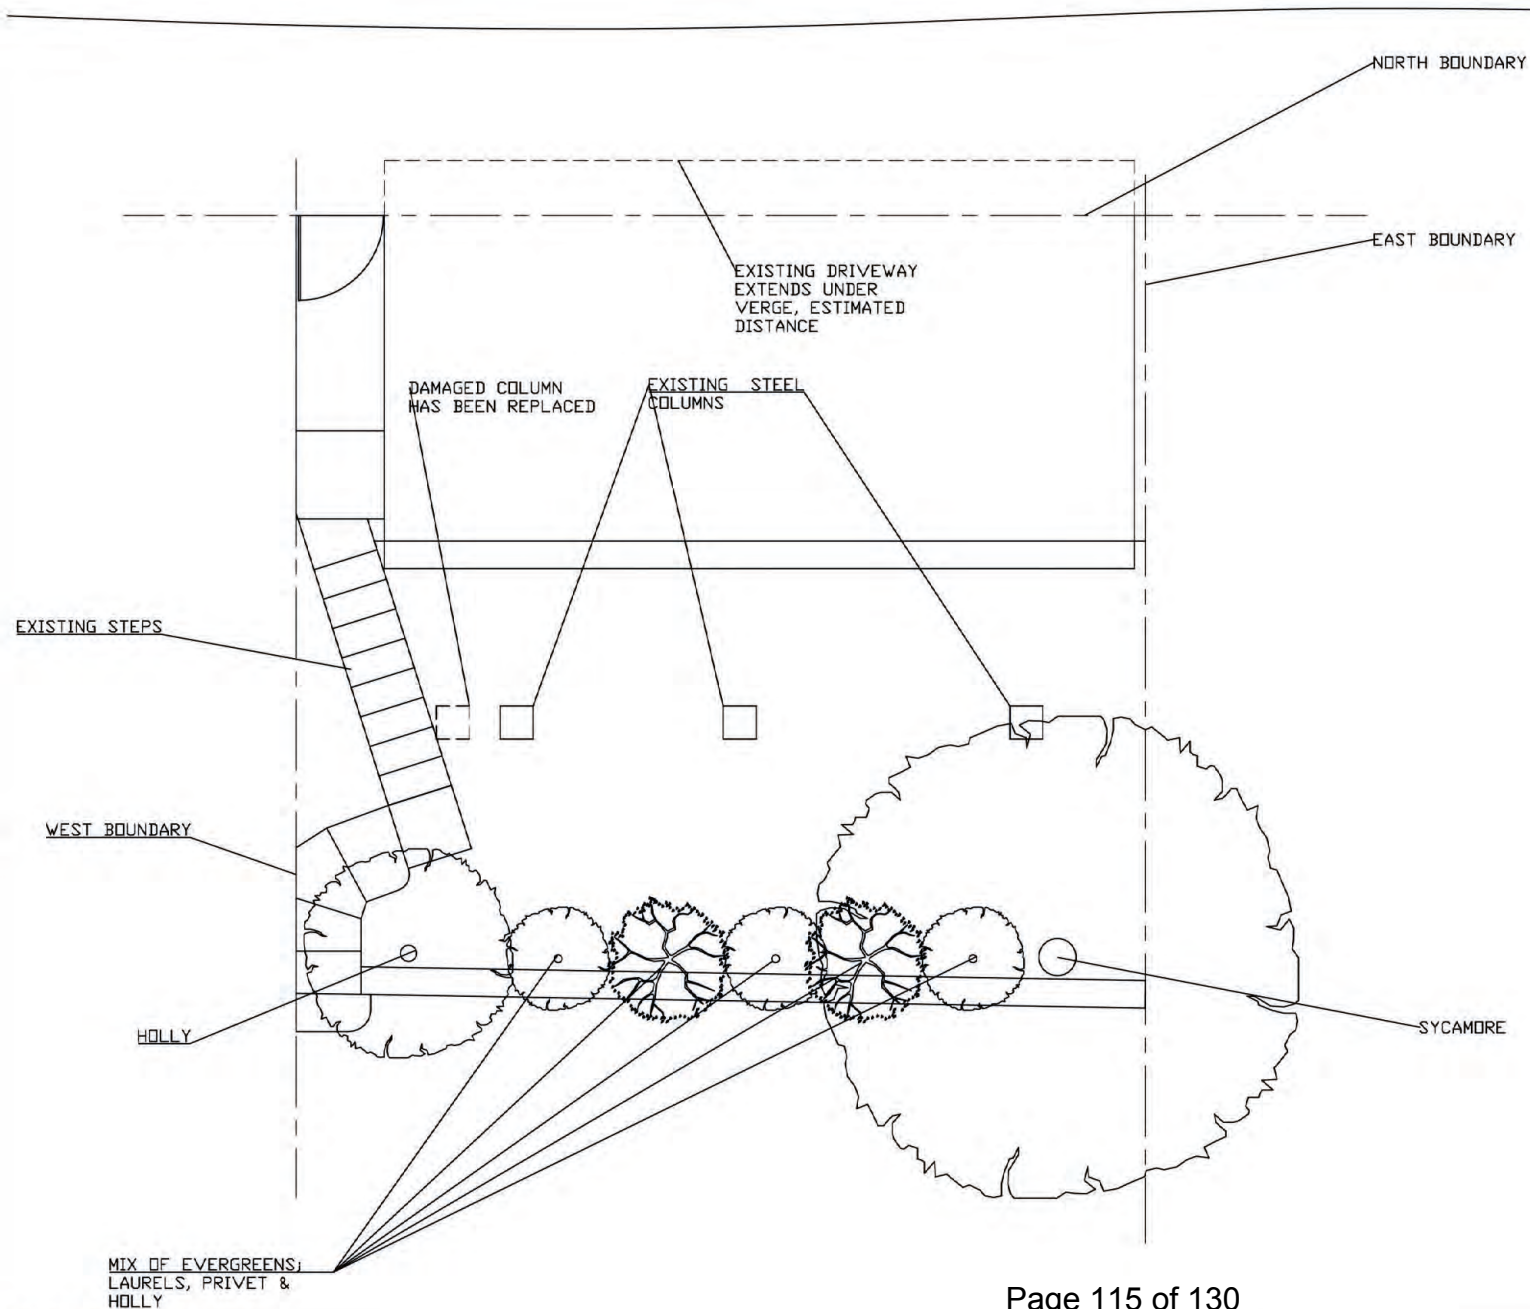 NORTH BOUNDARY
EAST BOUNDARY
EXISTING DRIVEWAY
EXTENDS UNDER
VERGE, ESTIMATED
DISTANCE
DAMAGED COLUMN
HAS BEEN REPLACED
EXISTING STEEL
COLUMNS
EXISTING STEPS
WEST BOUNDARY
HOLLY
SYCAMORE
MIX OF EVERGREENS;
LAURELS, PRIVET &
HOLLY
Page 115 of 130